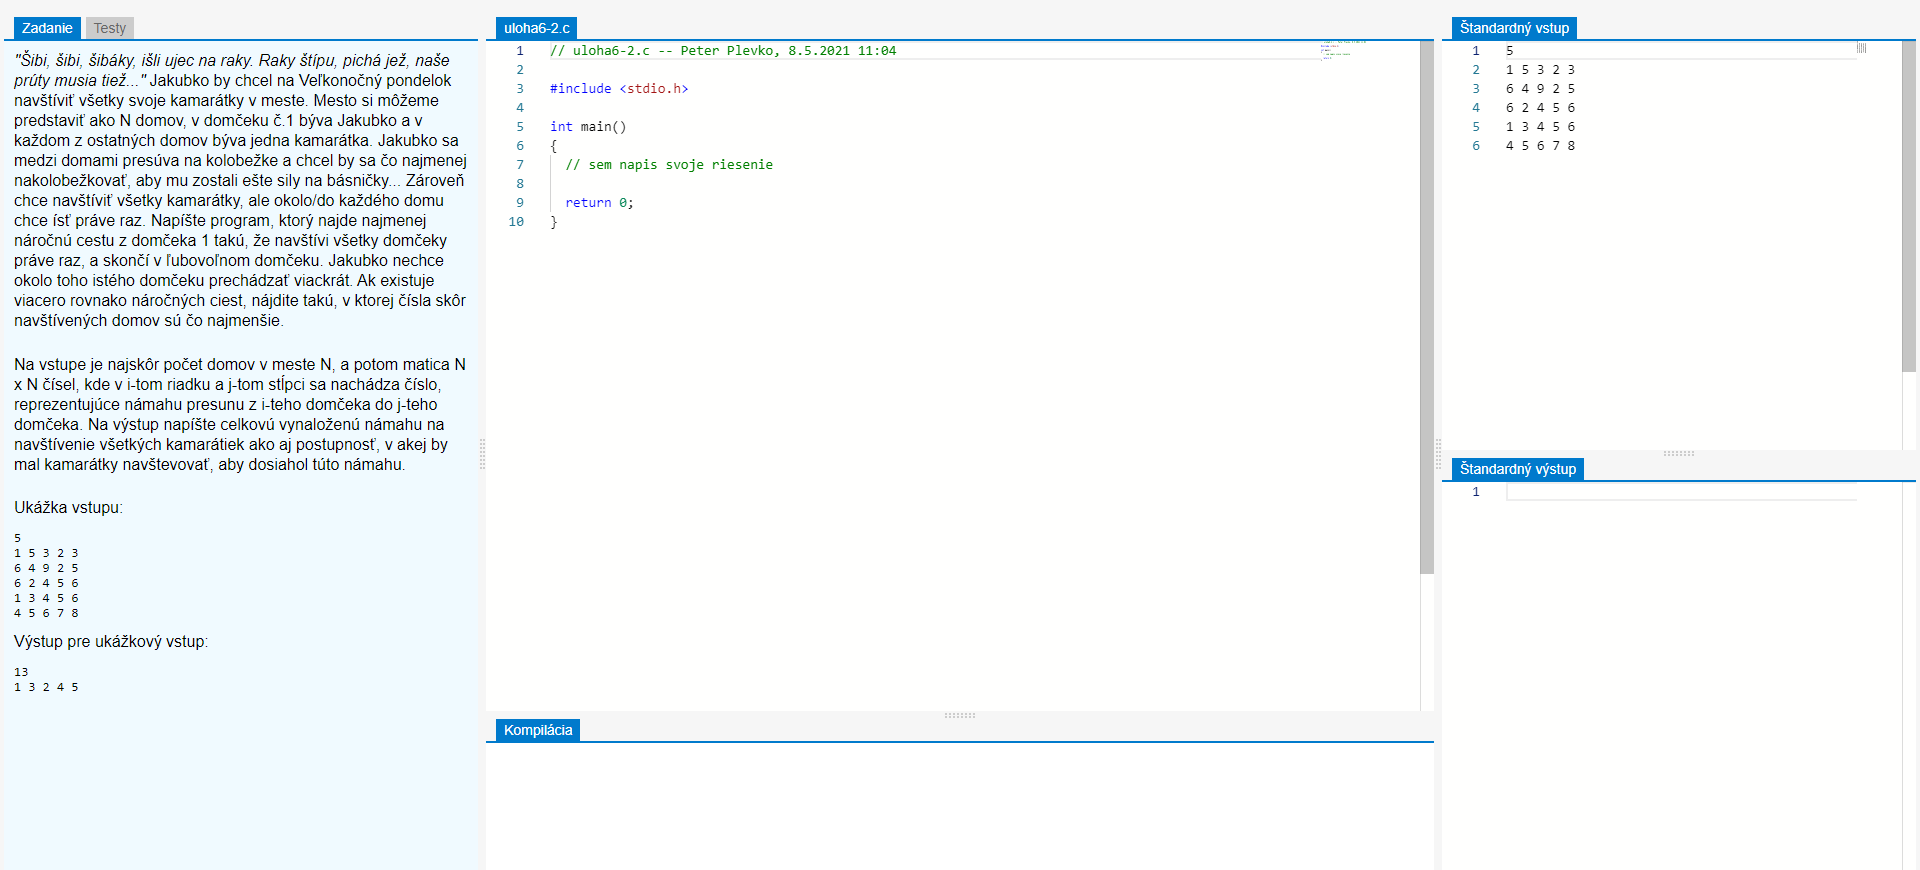 Zadanie Testy
"Šibi, šibi, šibáky, išli ujec na raky. Raky štípu, pichá jež, naše
prúty musia tiež..." Jakubko by chcel na Veľkonočný pondelok
navštíviť všetky svoje kamarátky v meste. Mesto si môžeme
predstaviť ako N domov, v domčeku č.1 býva Jakubko a v
každom z ostatných domov býva jedna kamarátka. Jakubko sa
medzi domami presúva na kolobežke a chcel by sa čo najmenej
nakolobežkovať, aby mu zostali ešte sily na básničky... Zároveň
chce navštíviť všetky kamarátky, ale okolo/do každého domu
chce ísť práve raz. Napíšte program, ktorý najde najmenej
náročnú cestu z domčeka 1 takú, že navštívi všetky domčeky
práve raz, a skončí v ľubovoľnom domčeku. Jakubko nechce
okolo toho istého domčeku prechádzať viackrát. Ak existuje
viacero rovnako náročných ciest, nájdite takú, v ktorej čísla skôr
navštívených domov sú čo najmenšie.
Na vstupe je najskôr počet domov v meste N, a potom matica N
x N čísel, kde v i-tom riadku a j-tom stĺpci sa nachádza číslo,
reprezentujúce námahu presunu z i-teho domčeka do j-teho
domčeka. Na výstup napíšte celkovú vynaloženú námahu na
navštívenie všetkých kamarátiek ako aj postupnosť, v akej by
mal kamarátky navštevovať, aby dosiahol túto námahu.
Ukážka vstupu:
5
1 5 3 2 3
6 4 9 2 5
6 2 4 5 6
1 3 4 5 6
4 5 6 7 8
Výstup pre ukážkový vstup:
13
1 3 2 4 5
uloha6-2.c
1 // uloha6-2.c -- Peter Plevko, 8.5.2021 11:04
2
3 #include <stdio.h>
4
5 int main()
6 {
7 // sem napis svoje riesenie
8
9 return 0;
10 }
Kompilácia
Štandardný vstup
1 5
2 1 5 3 2 3
3 6 4 9 2 5
4 6 2 4 5 6
5 1 3 4 5 6
6 4 5 6 7 8
Štandardný výstup
1